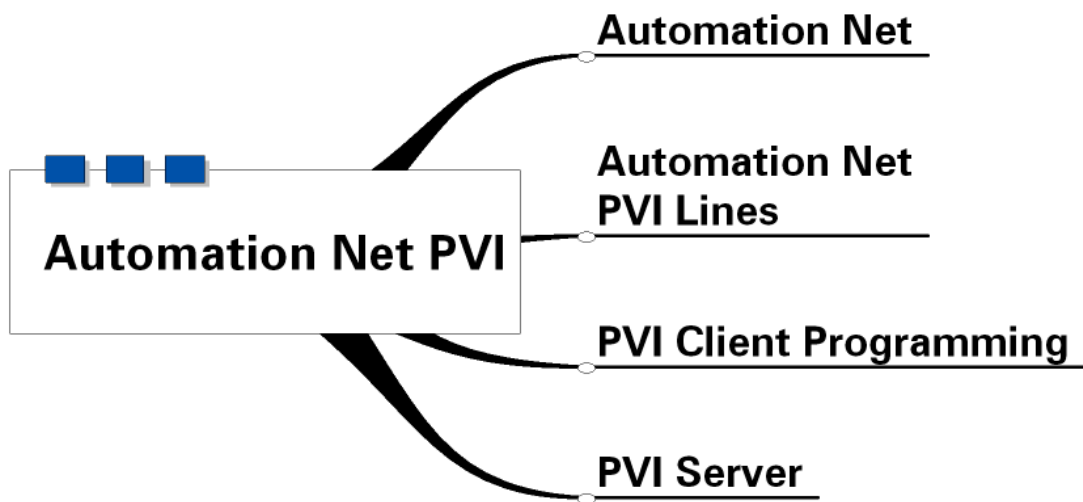 Automation Net PVI
Automation Net
Automation Net
PVI Lines
PVI Client Programming
PVI Server